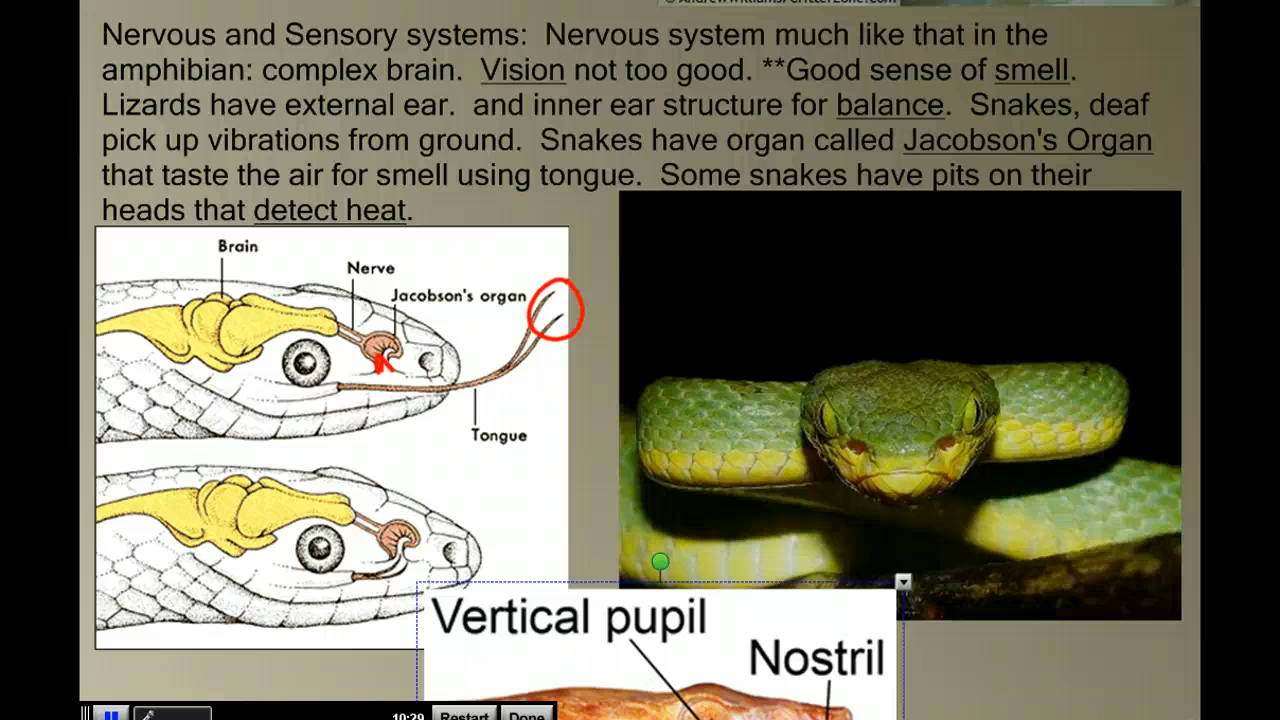 © AndrewWilliams/CritterZone.com
Nervous and Sensory systems:  Nervous system much like that in the
amphibian: complex brain.  Vision not too good. **Good sense of smell.
Lizards have external ear.  and inner ear structure for balance.  Snakes, deaf
pick up vibrations from ground.  Snakes have organ called Jacobson's Organ
that taste the air for smell using tongue.  Some snakes have pits on their
heads that detect heat.
Brain
Nerve
Jacobson's organ
Tongue
Vertical pupil
Nostril
10:29 Restart Done